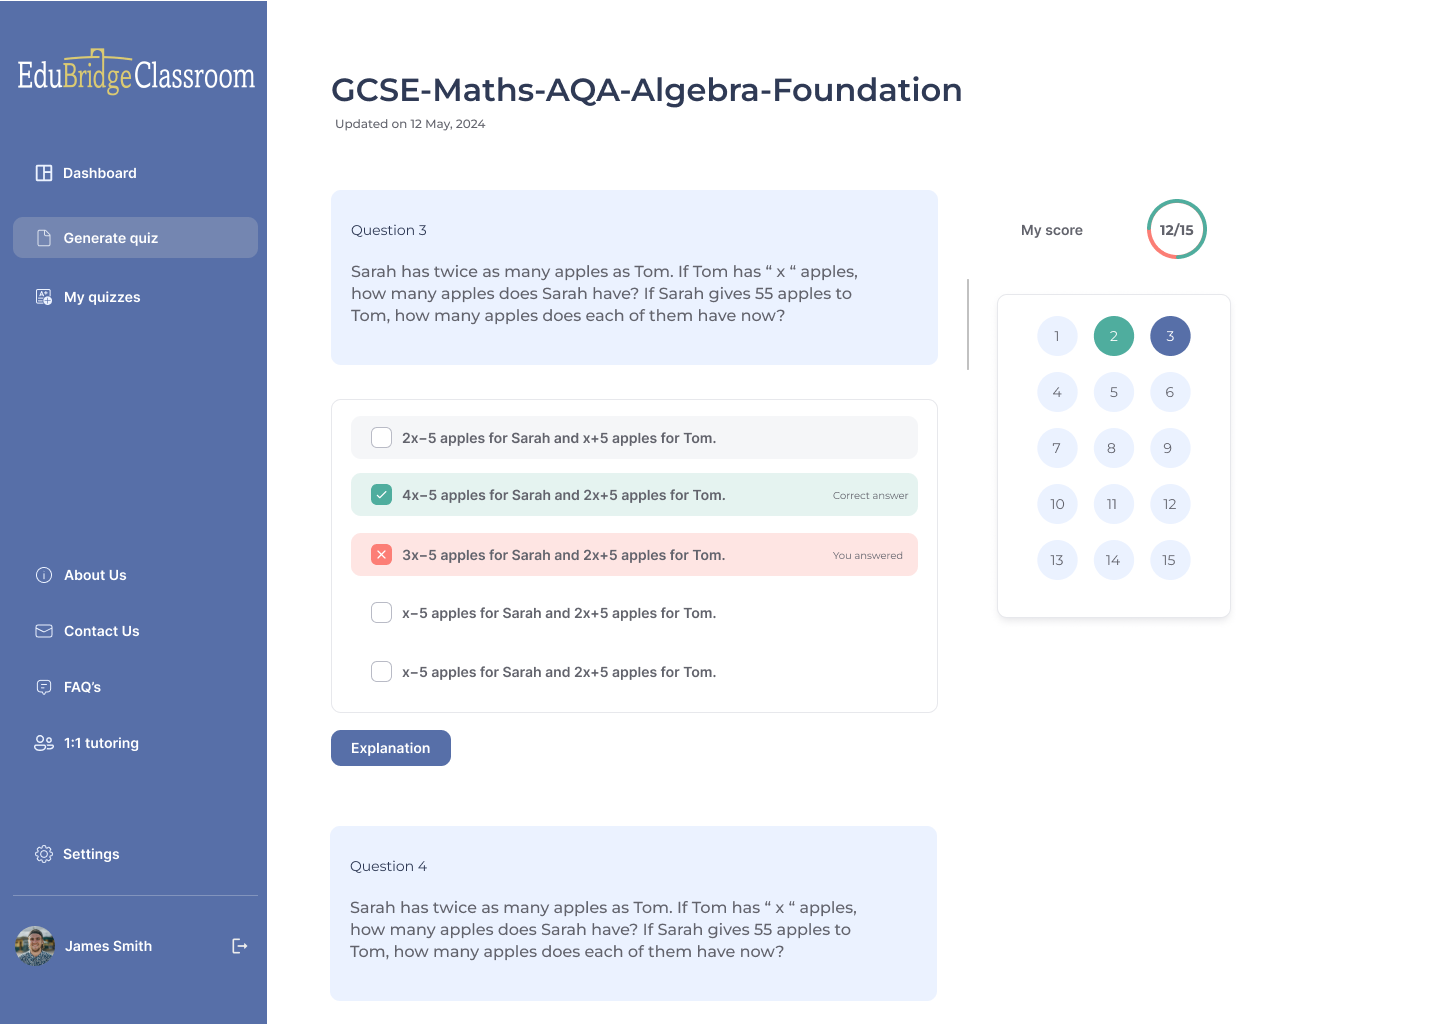 EduBridgeClassroom
Dashboard
Generate quiz
My quizzes
About Us
Contact Us
FAQ's
1:1 tutoring
Settings
James Smith
GCSE-Maths-AQA-Algebra-Foundation
Updated on 12 May, 2024
Question 3
Sarah has twice as many apples as Tom. If Tom has “ x “ apples,
how many apples does Sarah have? If Sarah gives 55 apples to
Tom, how many apples does each of them have now?
2x−5 apples for Sarah and x+5 apples for Tom.
4x−5 apples for Sarah and 2x+5 apples for Tom. Correct answer
3x−5 apples for Sarah and 2x+5 apples for Tom. You answered
x−5 apples for Sarah and 2x+5 apples for Tom.
x−5 apples for Sarah and 2x+5 apples for Tom.
Explanation
Question 4
Sarah has twice as many apples as Tom. If Tom has “ x “ apples,
how many apples does Sarah have? If Sarah gives 55 apples to
Tom, how many apples does each of them have now?
My score 12/15
1 2 3
4 5 6
7 8 9
10 11 12
13 14 15